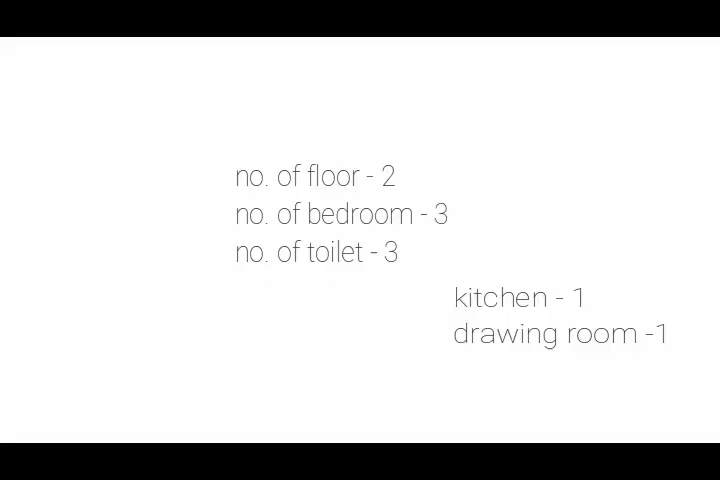 no. of floor - 2
no. of bedroom - 3
no. of toilet - 3
kitchen - 1
drawing room -1